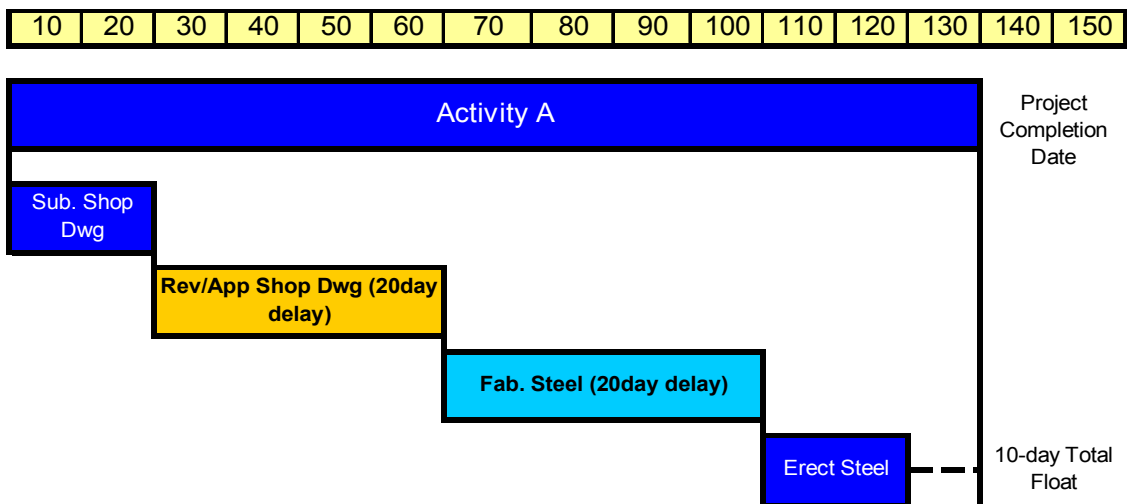 10 20 30 40 50 60 70 80 90 100 110 120 130 140 150
Activity A
Project
Completion
Date
Sub. Shop
Dwg
Rev/App Shop Dwg (20day
delay)
Fab. Steel (20day delay)
Erect Steel
10-day Total
Float